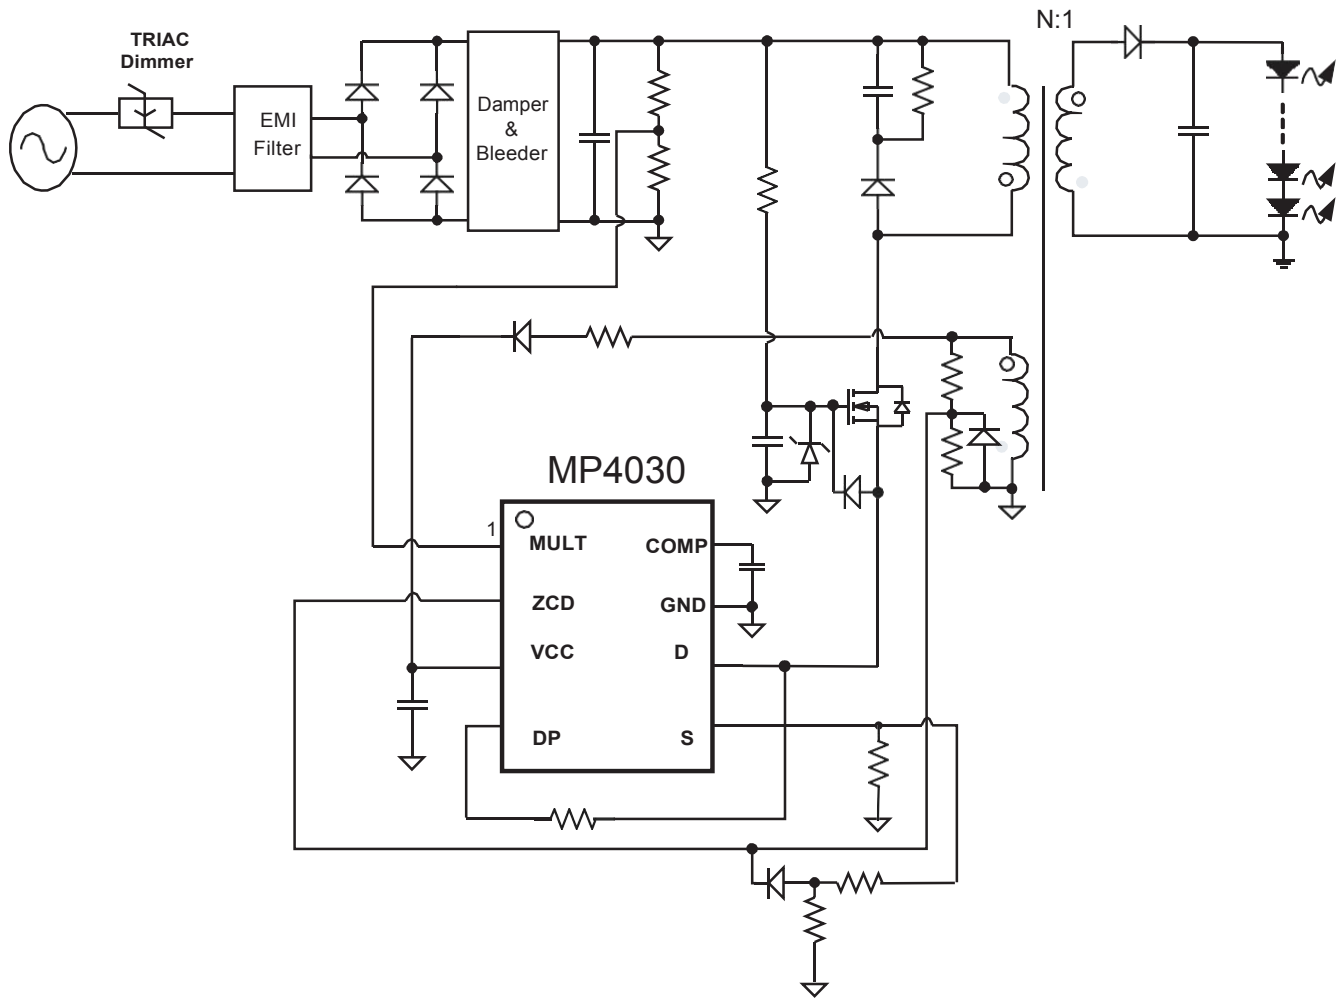 N:1
TRIAC
Dimmer
EMI
Filter
Damper
&
Bleeder
MP4030
1
MULT
COMP
ZCD
GND
VCC
D
DP
S